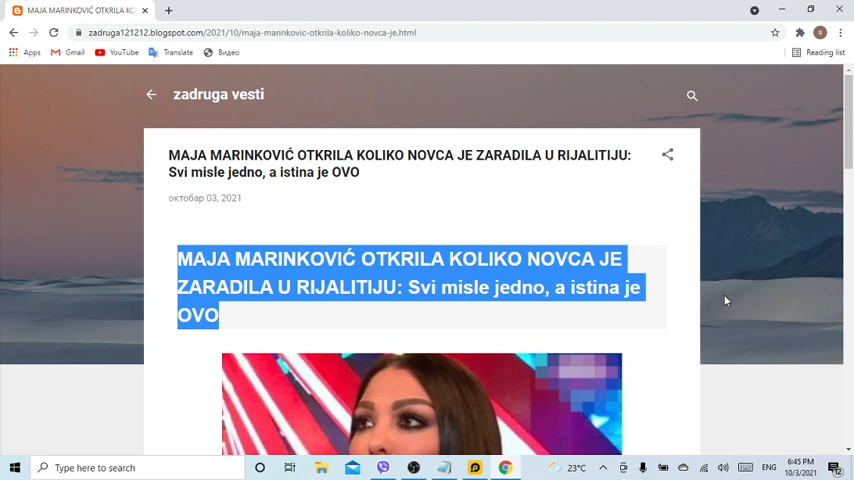 MAJA MARINKOVIĆ OTKRILA KO
zadruga121212.blogspot.com/2021/10/maja-marinkovic-otkrila-koliko-novca-je.html
B
Apps Gmail YouTube Translate Видео Reading list
zadruga vesti
MAJA MARINKOVIĆ OTKRILA KOLIKO NOVCA JE ZARADILA U RIJALITIJU:
Svi misle jedno, a istina je OVO
октобар 03, 2021
MAJA MARINKOVIĆ OTKRILA KOLIKO NOVCA JE
ZARADILA U RIJALITIJU: Svi misle jedno, a istina je
OVO
Type here to search
23°C
ENG
6:45 PM
10/3/2021
12